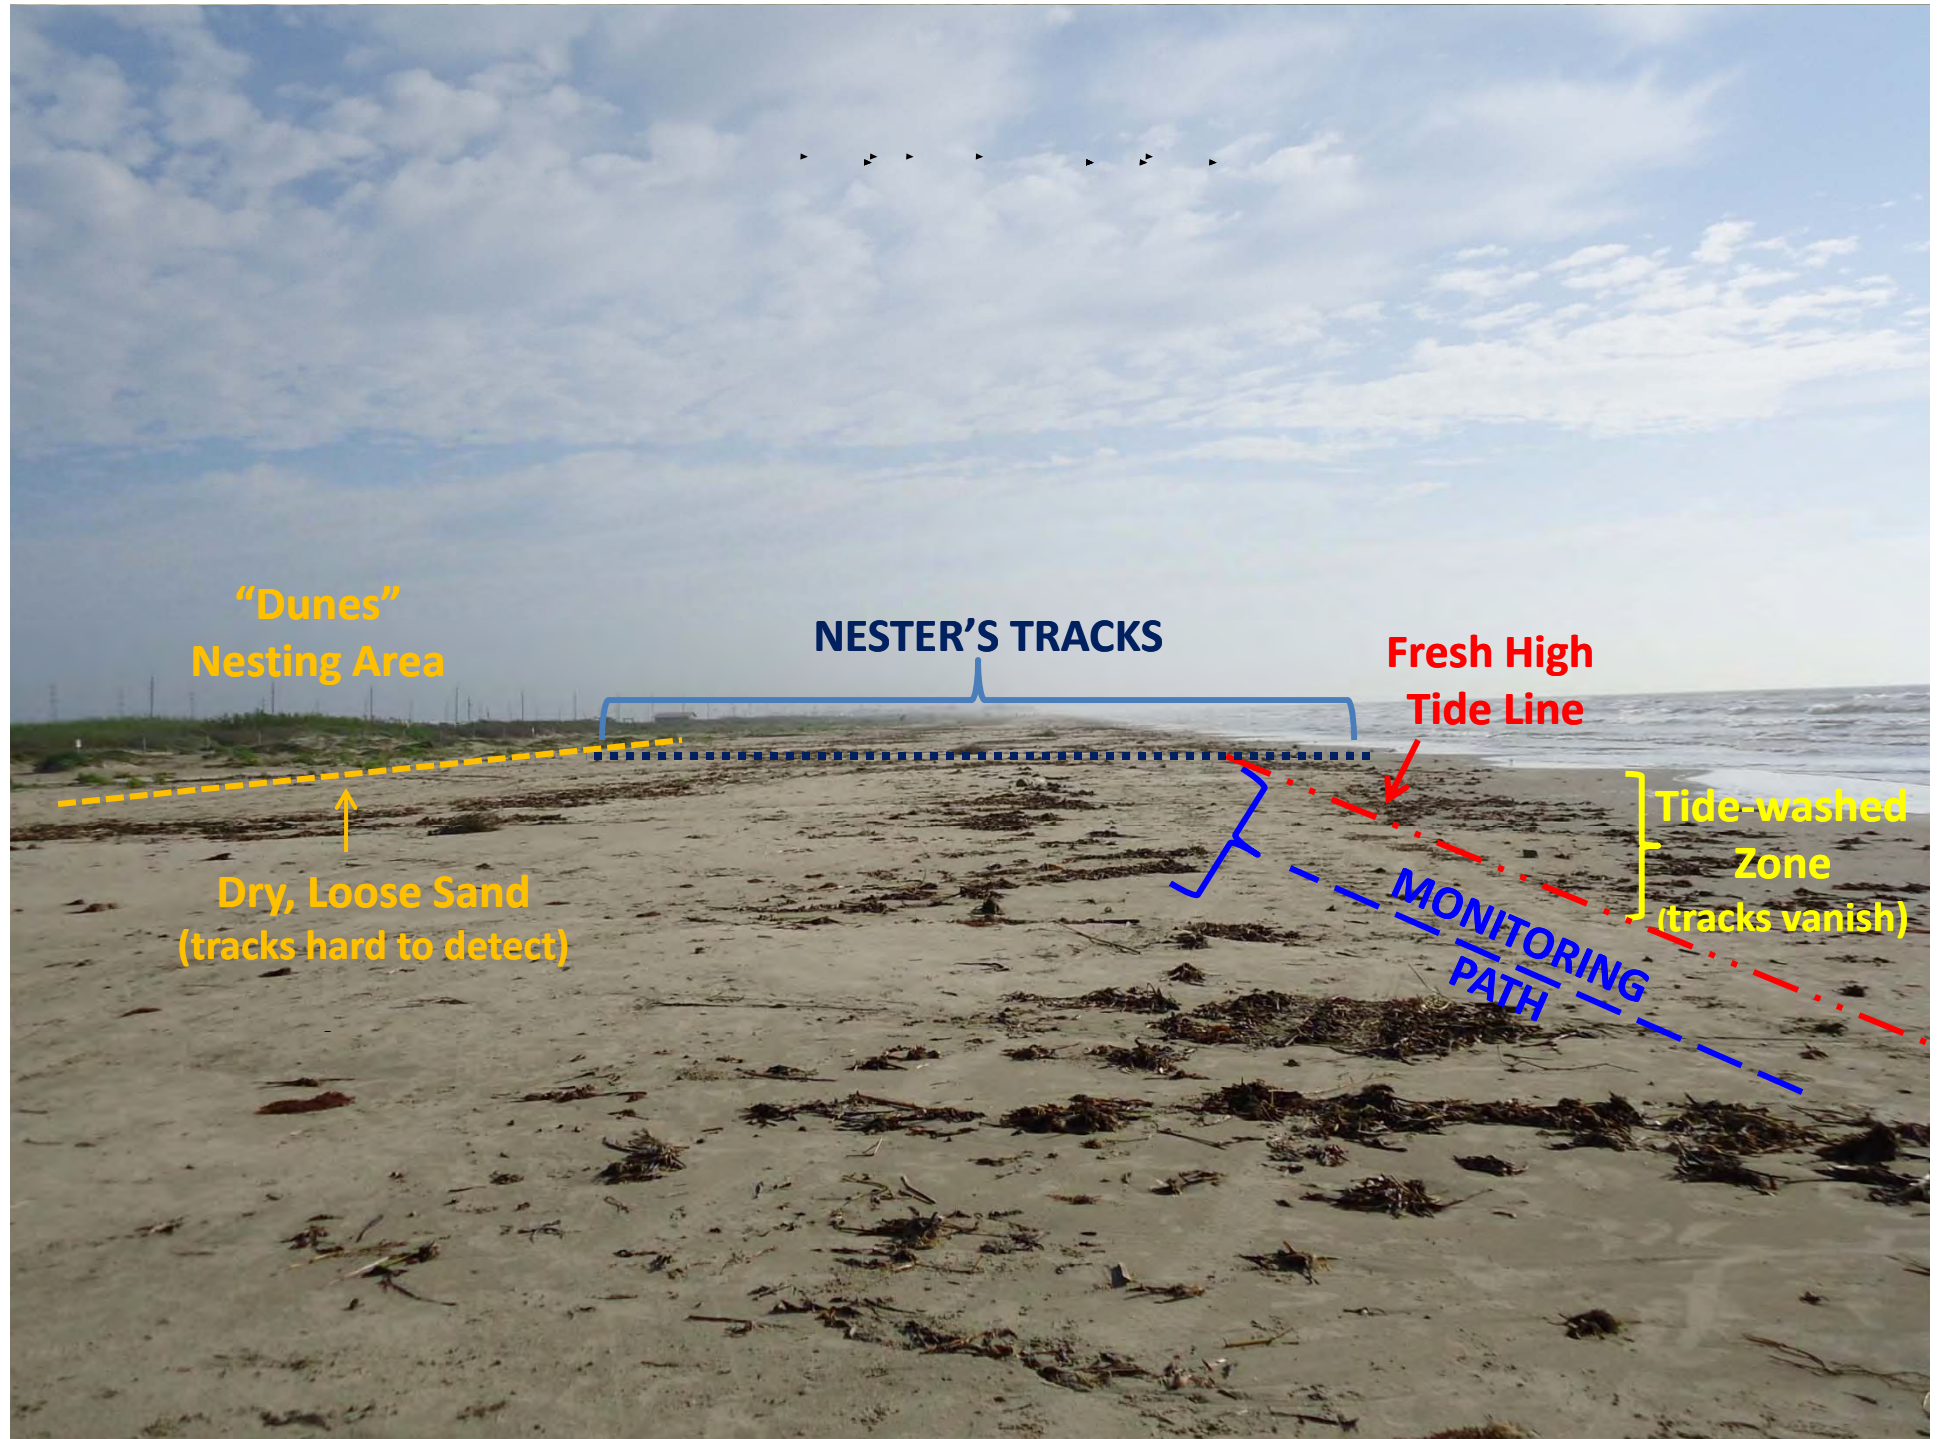 “Dunes”
Nesting Area
NESTER’S TRACKS
Fresh High
Tide Line
Tide-washed
Zone
(tracks vanish)
Dry, Loose Sand
(tracks hard to detect)
MONITORING
PATH